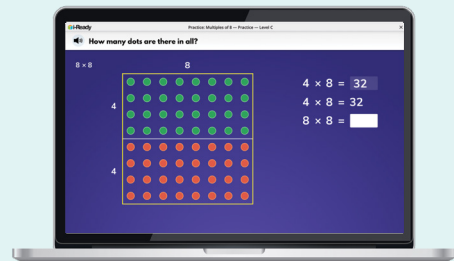 i-Ready
Practice: Multiples of 8 — Practice — Level C
×
How many dots are there in all?
8 × 8
8
4
4
4 × 8 = 32
4 × 8 = 32
8 × 8 =